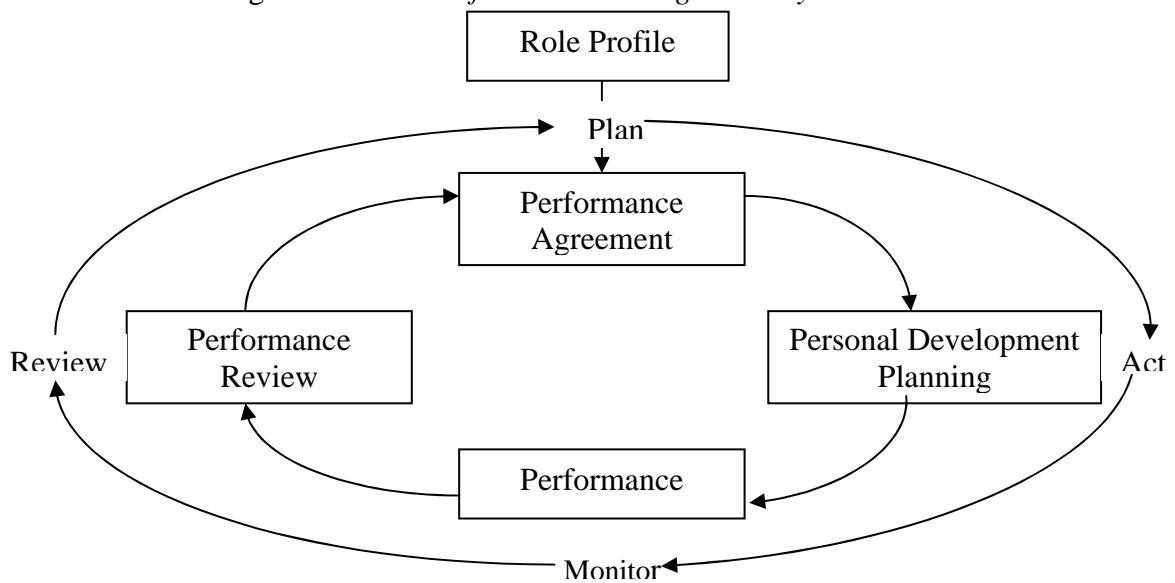 Role Profile
Plan
Performance
Agreement
Performance
Review
Personal Development
Planning
Review
Act
Performance
Monitor